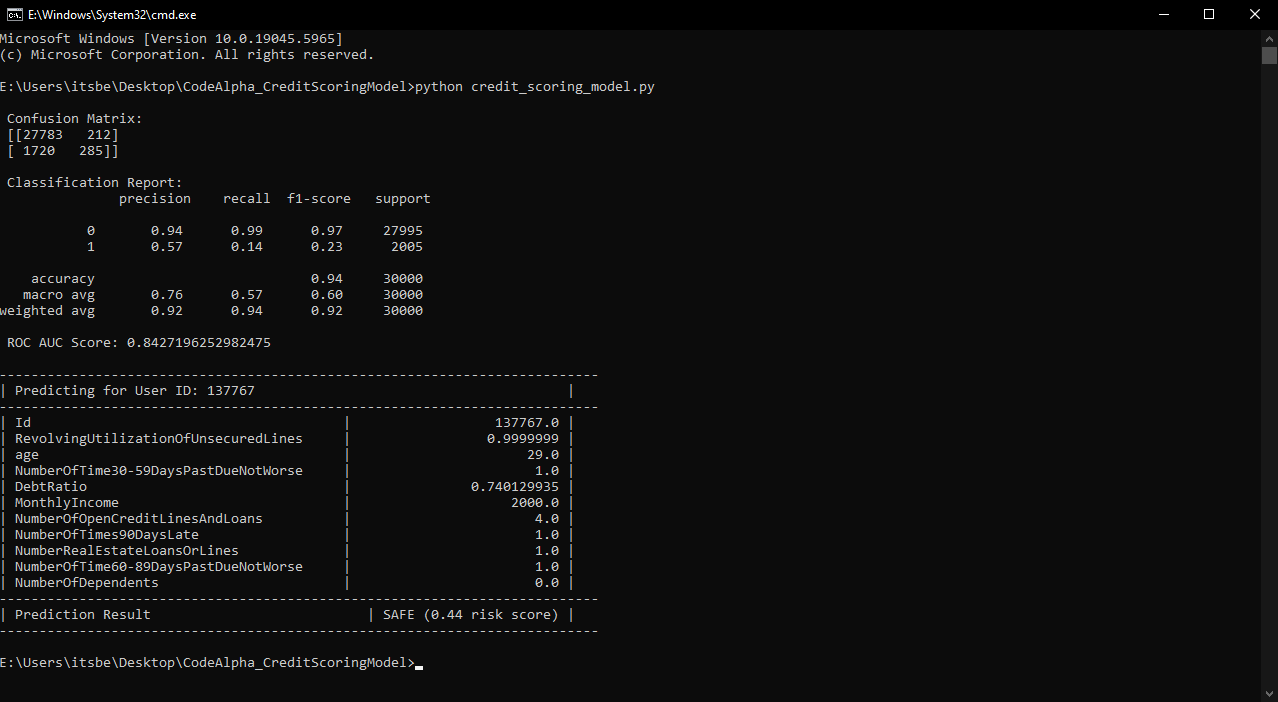 E:\Windows\System32\cmd.exe
Microsoft Windows [Version 10.0.19045.5965]
(c) Microsoft Corporation. All rights reserved.
E:\Users\itsbe\Desktop\CodeAlpha_CreditScoringModel>python credit_scoring_model.py
Confusion Matrix:
[[27783   212]
[ 1720   285]]
Classification Report:
              precision    recall  f1-score   support
           0       0.94      0.99      0.97     27995
           1       0.57      0.14      0.23      2005
    accuracy                           0.94     30000
   macro avg       0.76      0.57      0.60     30000
weighted avg       0.92      0.94      0.92     30000
ROC AUC Score: 0.8427196252982475
---------------------------------------------------------------------------
| Predicting for User ID: 137767                                       |
---------------------------------------------------------------------------
| Id                                       |                  137767.0 |
| RevolvingUtilizationOfUnsecuredLines     |                 0.9999999 |
| age                                      |                      29.0 |
| NumberOfTime30-59DaysPastDueNotWorse     |                       1.0 |
| DebtRatio                                |               0.740129935 |
| MonthlyIncome                            |                    2000.0 |
| NumberOfOpenCreditLinesAndLoans          |                       4.0 |
| NumberOfTimes90DaysLate                  |                       1.0 |
| NumberRealEstateLoansOrLines             |                       1.0 |
| NumberOfTime60-89DaysPastDueNotWorse     |                       1.0 |
| NumberOfDependents                       |                       0.0 |
---------------------------------------------------------------------------
| Prediction Result                           | SAFE (0.44 risk score) |
---------------------------------------------------------------------------
E:\Users\itsbe\Desktop\CodeAlpha_CreditScoringModel>